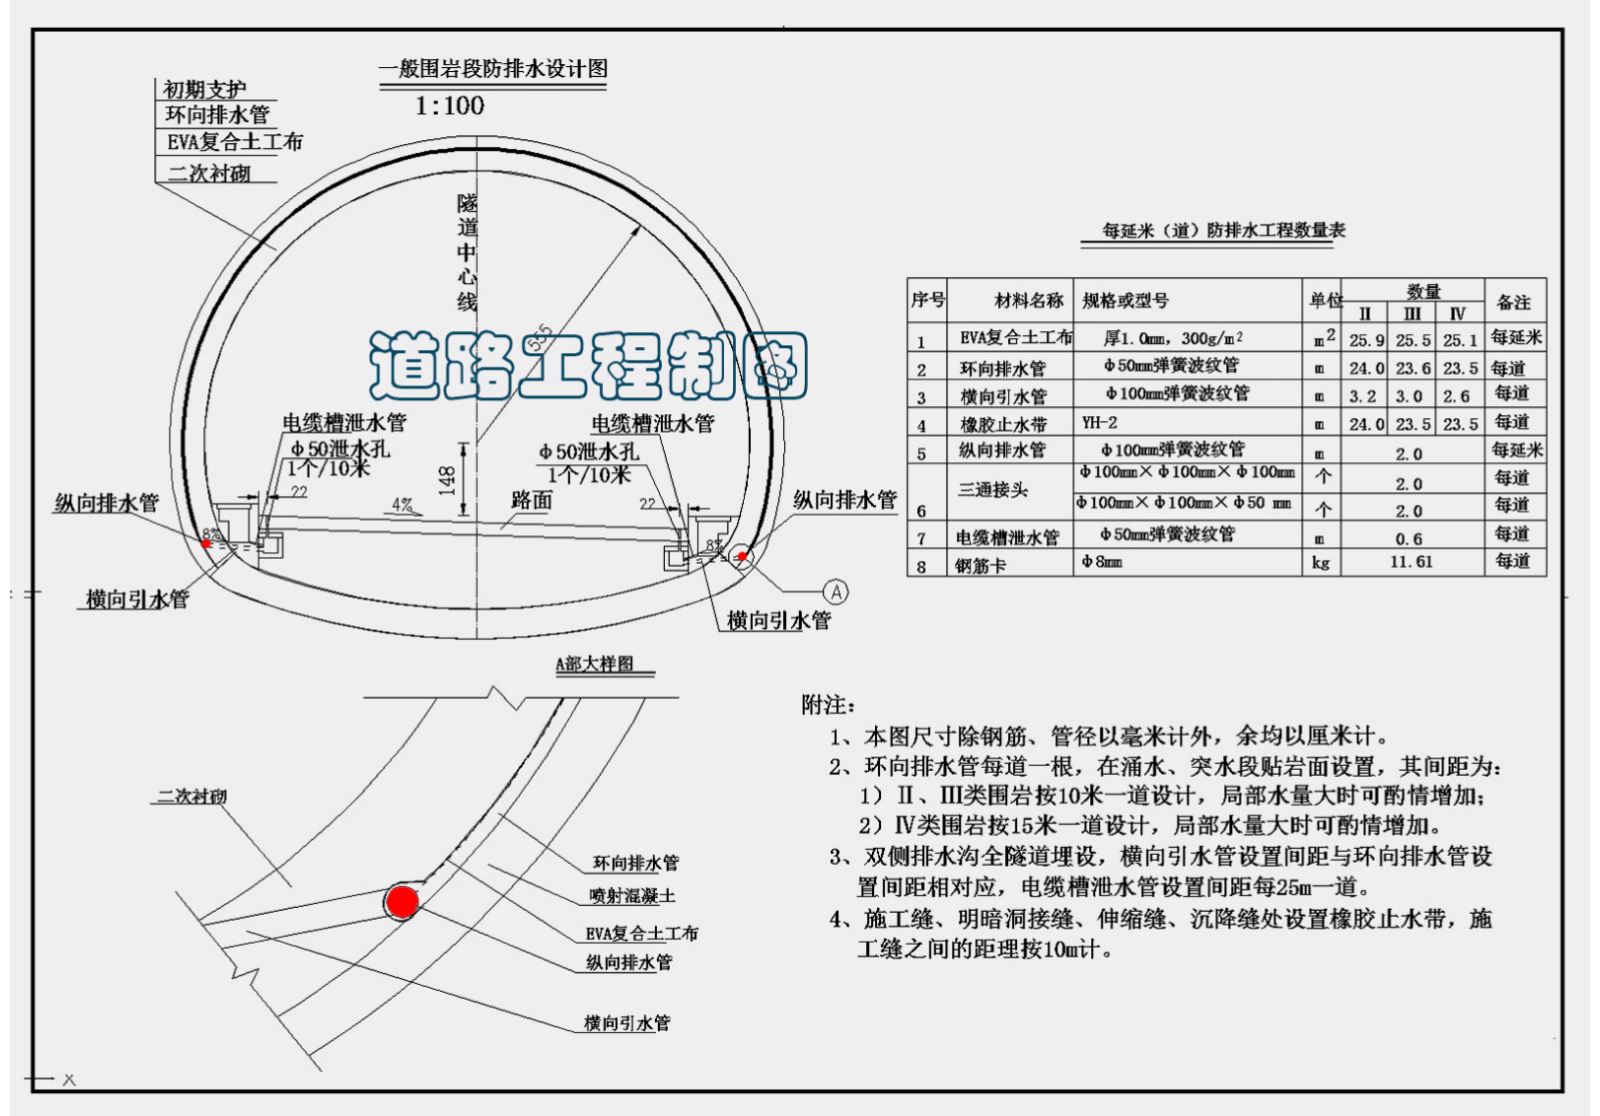 一般围岩段防排水设计图
1:100
初期支护
环向排水管
EVA复合土工布
二次衬砌
隧道中心线
555
道路工程制图
电缆槽泄水管
Φ50泄水孔
1个/10米
22
148
4%
路面
电缆槽泄水管
Φ50泄水孔
1个/10米
22
纵向排水管
8%
横向引水管
纵向排水管
8%
A
横向引水管
每延米（道）防排水工程数量表
序号 材料名称 规格或型号 单位 数量 备注
Ⅱ Ⅲ Ⅳ
1 EVA复合土工布 厚1.0mm, 300g/m² m² 25.9 25.5 25.1 每延米
2 环向排水管 Φ50mm弹簧波纹管 m 24.0 23.6 23.5 每道
3 横向引水管 Φ100mm弹簧波纹管 m 3.2 3.0 2.6 每道
4 橡胶止水带 YH-2 m 24.0 23.5 23.5 每道
5 纵向排水管 Φ100mm弹簧波纹管 m 2.0 每延米
6 三通接头 Φ100mm×Φ100mm×Φ100mm 个 2.0 每道
Φ100mm×Φ100mm×Φ50 mm 个 2.0 每道
7 电缆槽泄水管 Φ50mm弹簧波纹管 m 0.6 每道
8 钢筋卡 Φ8mm kg 11.61 每道
A部大样图
二次衬砌
环向排水管
喷射混凝土
EVA复合土工布
纵向排水管
横向引水管
附注：
1、本图尺寸除钢筋、管径以毫米计外，余均以厘米计。
2、环向排水管每道一根，在涌水、突水段贴岩面设置，其间距为：
1）Ⅱ、Ⅲ类围岩按10米一道设计，局部水量大时可酌情增加；
2）Ⅳ类围岩按15米一道设计，局部水量大时可酌情增加。
3、双侧排水沟全隧道埋设，横向引水管设置间距与环向排水管设
置间距相对应，电缆槽泄水管设置间距每25m一道。
4、施工缝、明暗洞接缝、伸缩缝、沉降缝处设置橡胶止水带，施
工缝之间的距理按10m计。
X